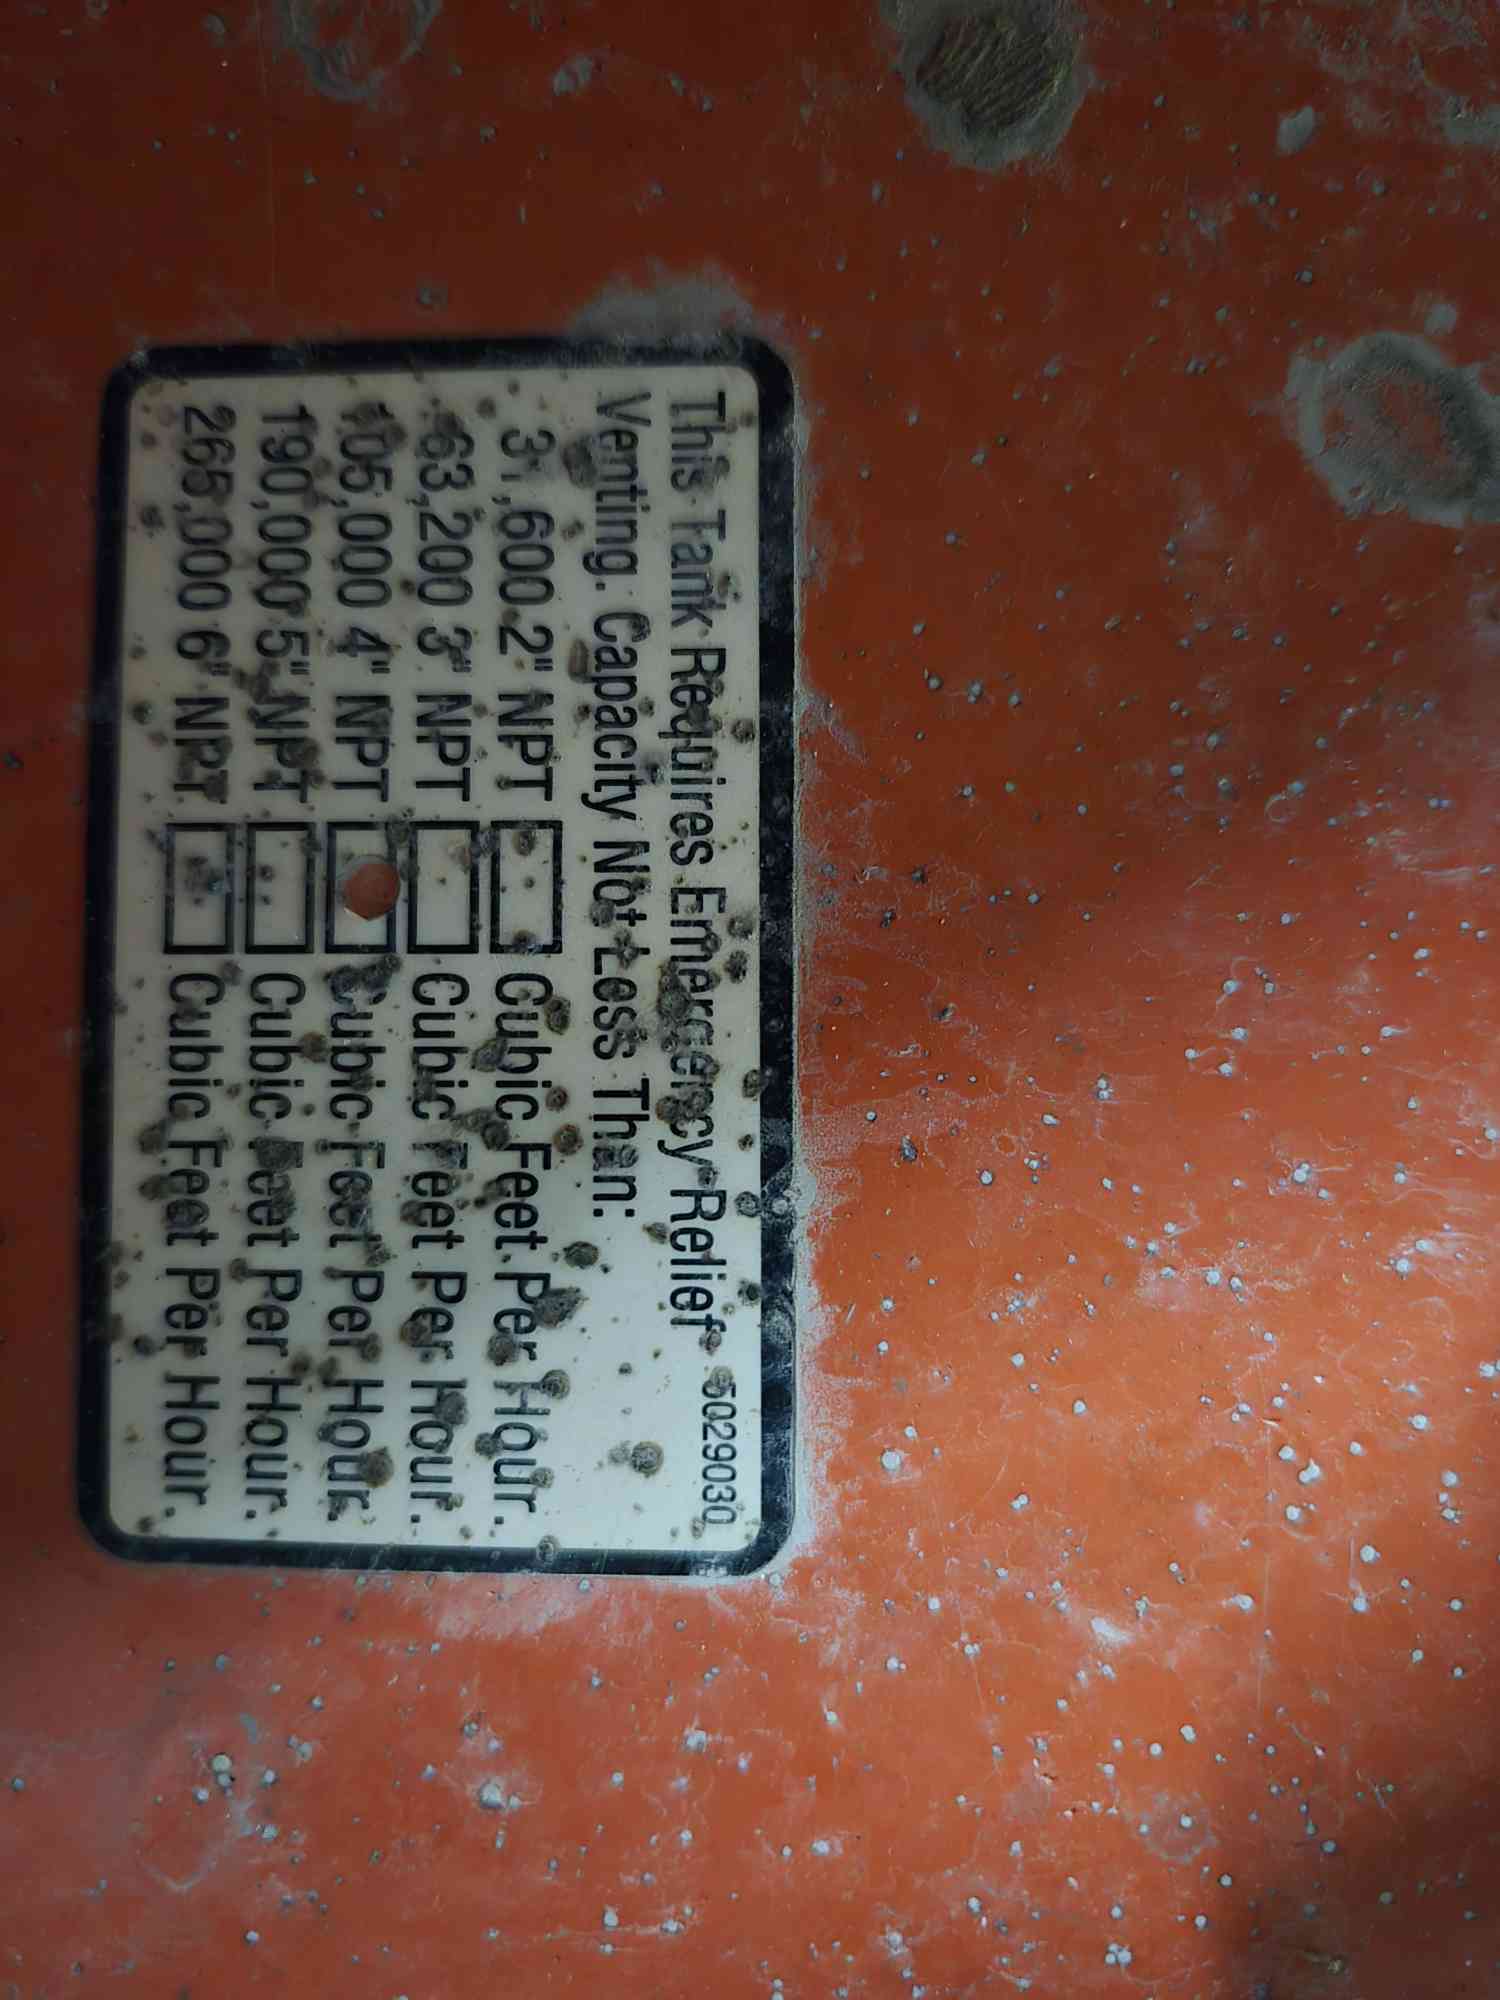 This Tank Requires Emergency Relief 5029030
Venting. Capacity Not Less Than:
31,600 2" NPT Cubic Feet Per Hour.
63,200 3" NPT Cubic Feet Per Hour.
105,000 4" NPT Cubic Feet Per Hour.
190,000 5" NPT Cubic Feet Per Hour.
265,000 6" NPT Cubic Feet Per Hour.